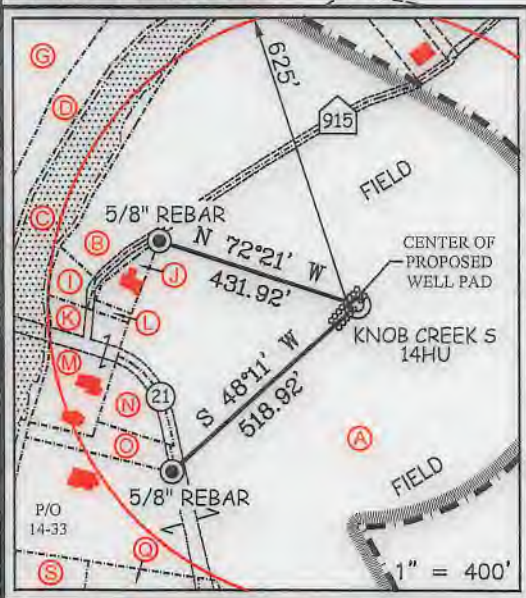 G
D
625'
915
C
FIELD
5/8" REBAR
B
N 72°21' W
431.92'
CENTER OF
PROPOSED
WELL PAD
J
I
K
L
KNOB CREEK S
14HU
M
S 48°11' W
518.92'
21
N
A
O
FIELD
5/8" REBAR
P/O
14-33
Q
S
1" = 400'